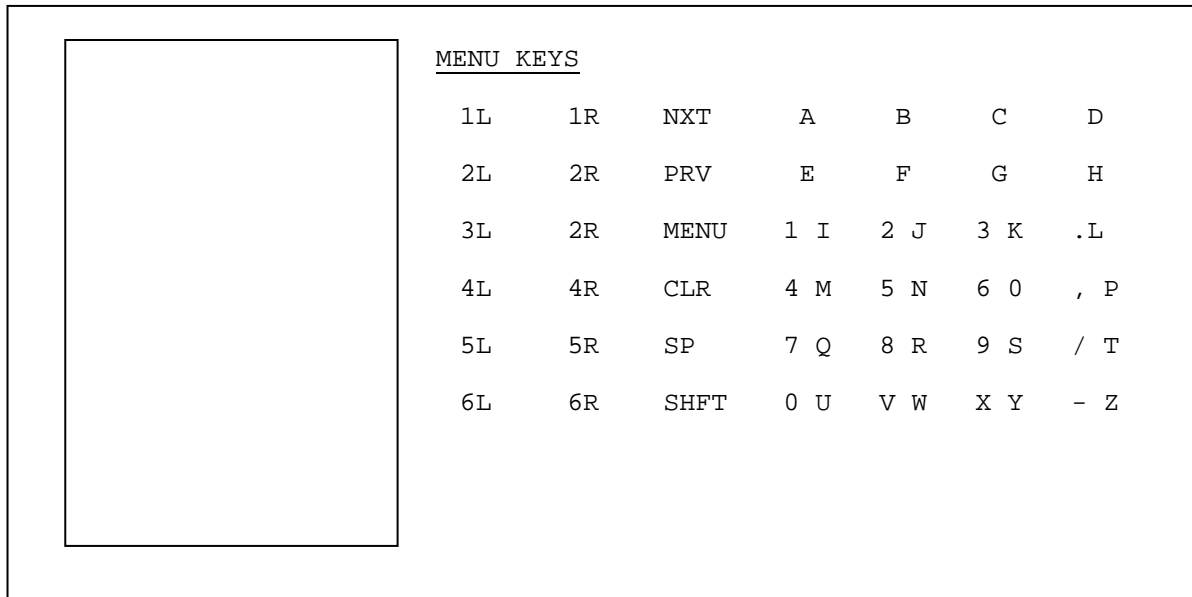 MENU KEYS
1L 1R NXT A B C D
2L 2R PRV E F G H
3L 2R MENU 1 I 2 J 3 K .L
4L 4R CLR 4 M 5 N 6 0 , P
5L 5R SP 7 Q 8 R 9 S / T
6L 6R SHFT 0 U V W X Y - Z